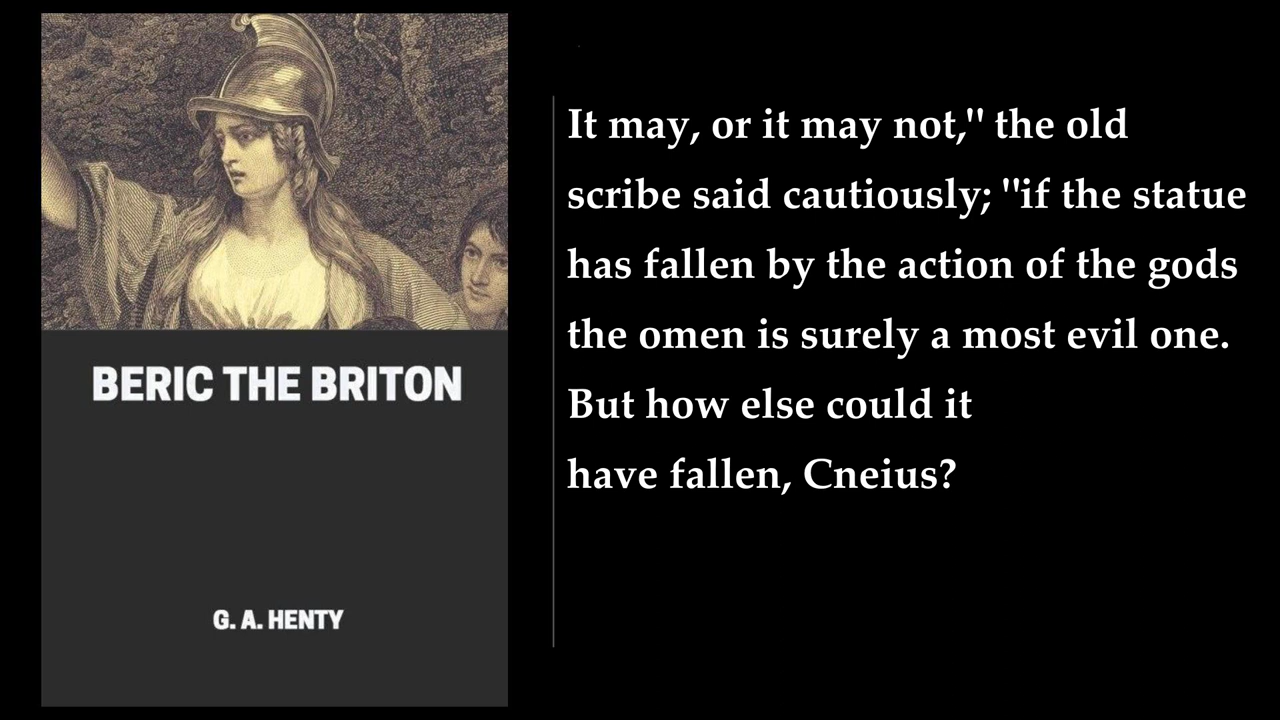 BERIC THE BRITON
G. A. HENTY
It may, or it may not," the old
scribe said cautiously; "if the statue
has fallen by the action of the gods
the omen is surely a most evil one.
But how else could it
have fallen, Cneius?